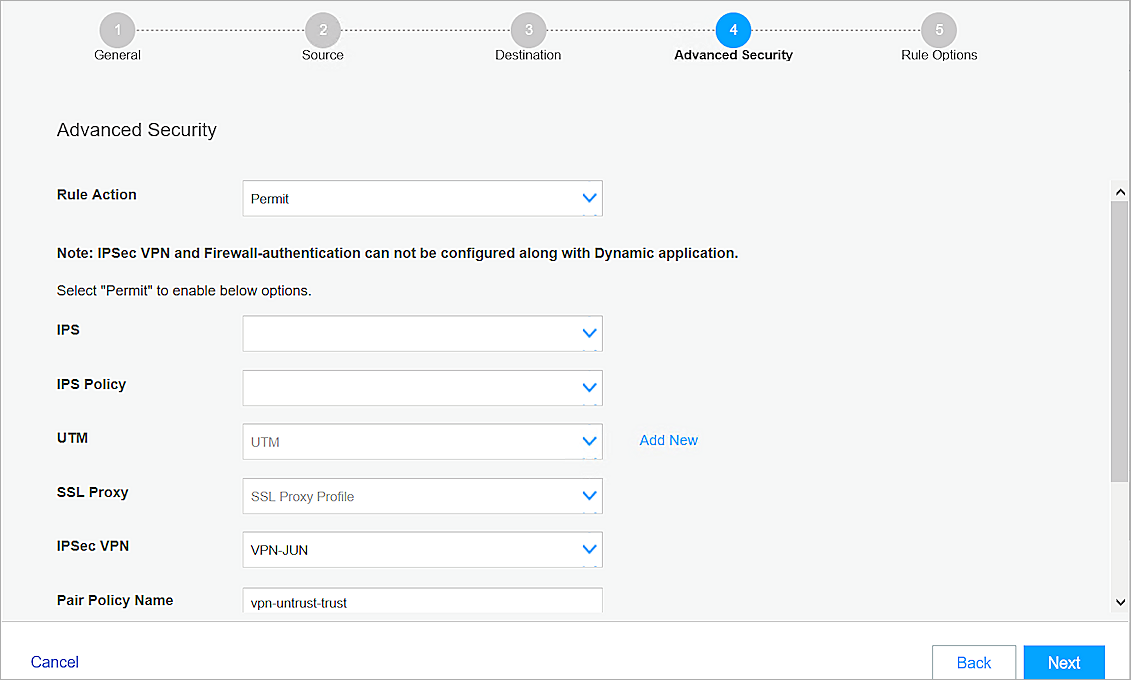 1 2 3 4 5
General Source Destination Advanced Security Rule Options
Advanced Security
Rule Action Permit
Note: IPSec VPN and Firewall-authentication can not be configured along with Dynamic application.
Select "Permit" to enable below options.
IPS
IPS Policy
UTM UTM Add New
SSL Proxy SSL Proxy Profile
IPSec VPN VPN-JUN
Pair Policy Name vpn-untrust-trust
Cancel Back Next